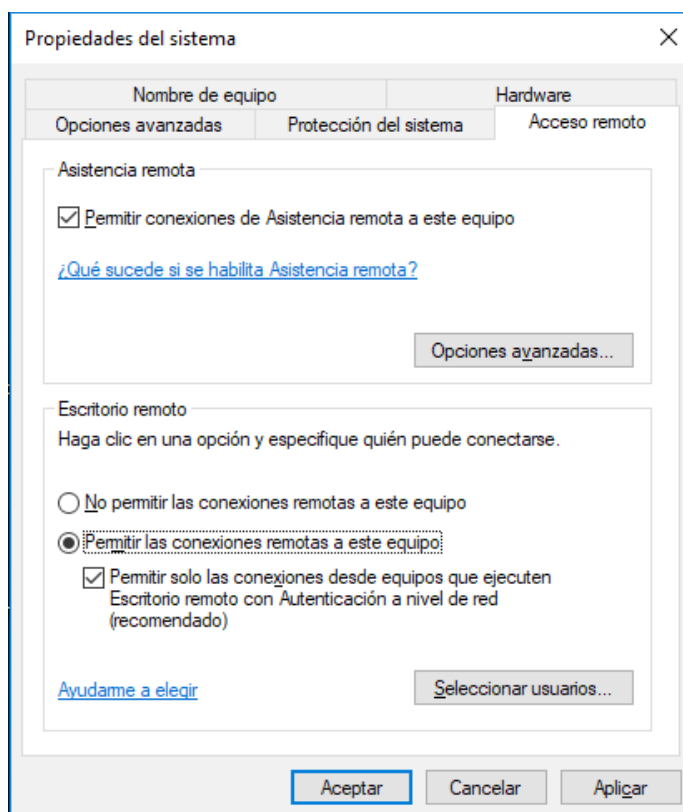 Propiedades del sistema
Nombre de equipo
Hardware
Opciones avanzadas
Protección del sistema
Acceso remoto
Asistencia remota
Permitir conexiones de Asistencia remota a este equipo
¿Qué sucede si se habilita Asistencia remota?
Opciones avanzadas...
Escritorio remoto
Haga clic en una opción y especifique quién puede conectarse.
No permitir las conexiones remotas a este equipo
Permitir las conexiones remotas a este equipo
Permitir solo las conexiones desde equipos que ejecuten
Escritorio remoto con Autenticación a nivel de red
(recomendado)
Ayudarme a elegir
Seleccionar usuarios...
Aceptar
Cancelar
Aplicar